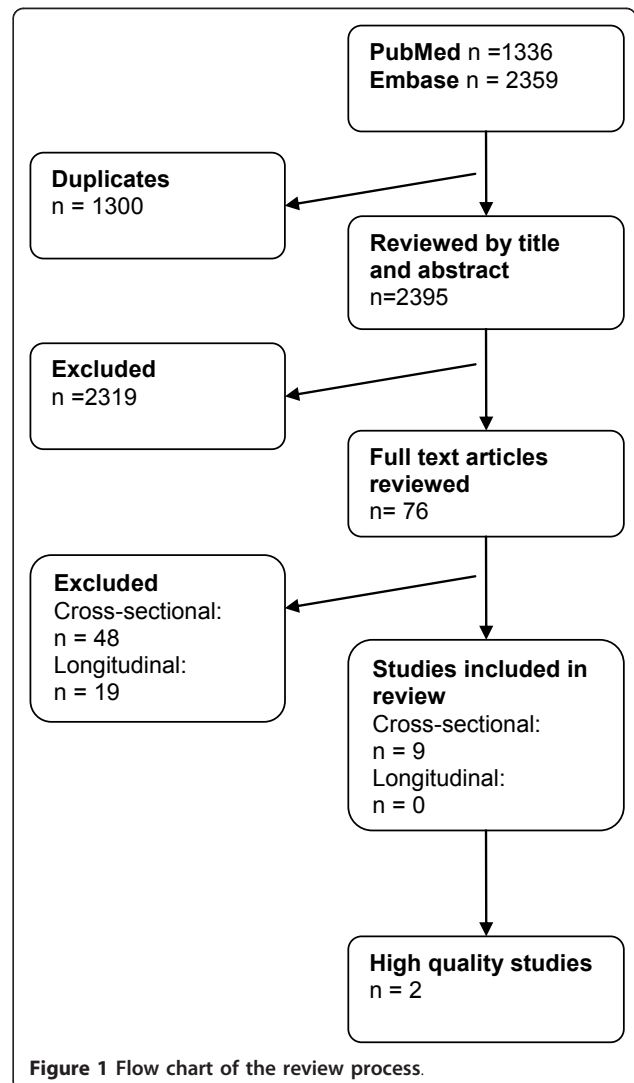 PubMed n =1336
Embase n = 2359
Duplicates
n = 1300
Reviewed by title
and abstract
n=2395
Excluded
n =2319
Full text articles
reviewed
n= 76
Excluded
Cross-sectional:
n = 48
Longitudinal:
n = 19
Studies included in
review
Cross-sectional:
n = 9
Longitudinal:
n = 0
High quality studies
n = 2
Figure 1 Flow chart of the review process.